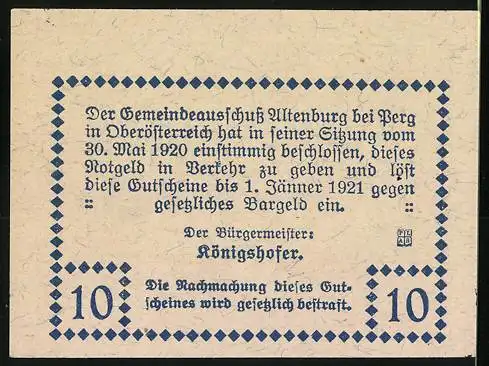 Der Gemeindeausschuß Altenburg bei Perg
in Oberösterreich hat in seiner Sitzung vom
30. Mai 1920 einstimmig beschlossen, dieses
Notgeld in Verkehr zu geben und löst
diese Gutscheine bis 1. Jänner 1921 gegen
:: gesetzliches Bargeld ein. ::
Der Bürgermeister:
Königshofer.
10 Die Nachmachung dieses Gut- 10
scheines wird gesetzlich bestraft.